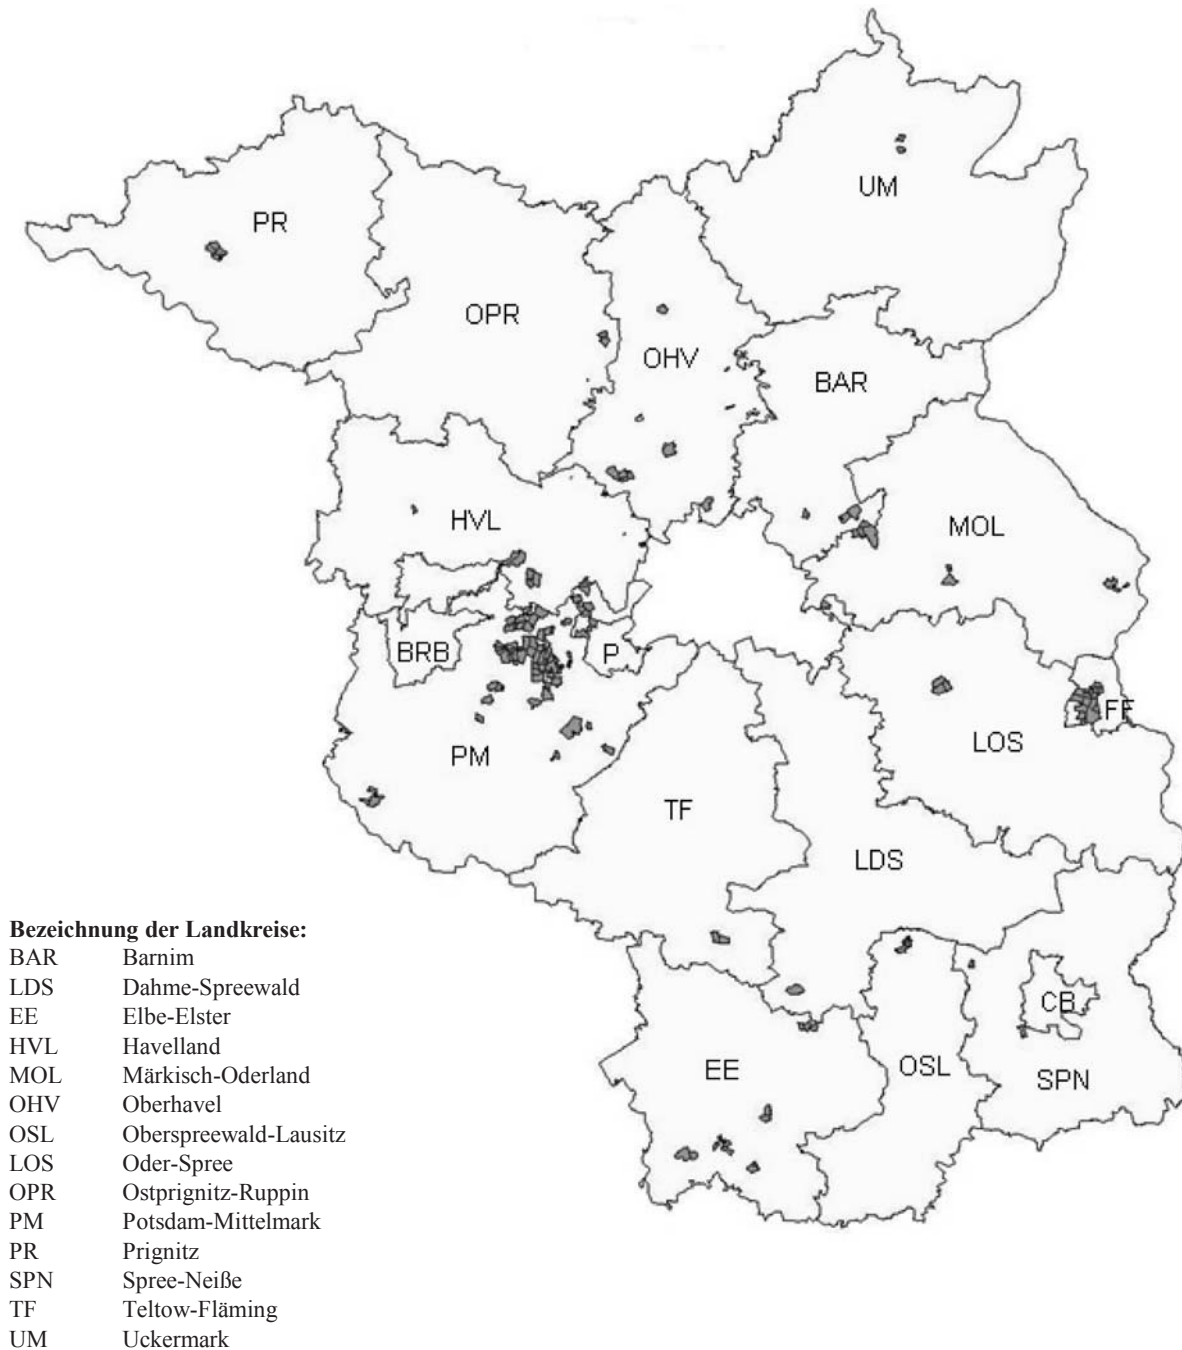 UM
PR
OPR
OHV
BAR
HVL
MOL
BRB
P
FF
LOS
PM
TF
LDS
CB
OSL
EE
SPN
Bezeichnung der Landkreise:
BAR Barnim
LDS Dahme-Spreewald
EE Elbe-Elster
HVL Havelland
MOL Märkisch-Oderland
OHV Oberhavel
OSL Oberspreewald-Lausitz
LOS Oder-Spree
OPR Ostprignitz-Ruppin
PM Potsdam-Mittelmark
PR Prignitz
SPN Spree-Neiße
TF Teltow-Fläming
UM Uckermark